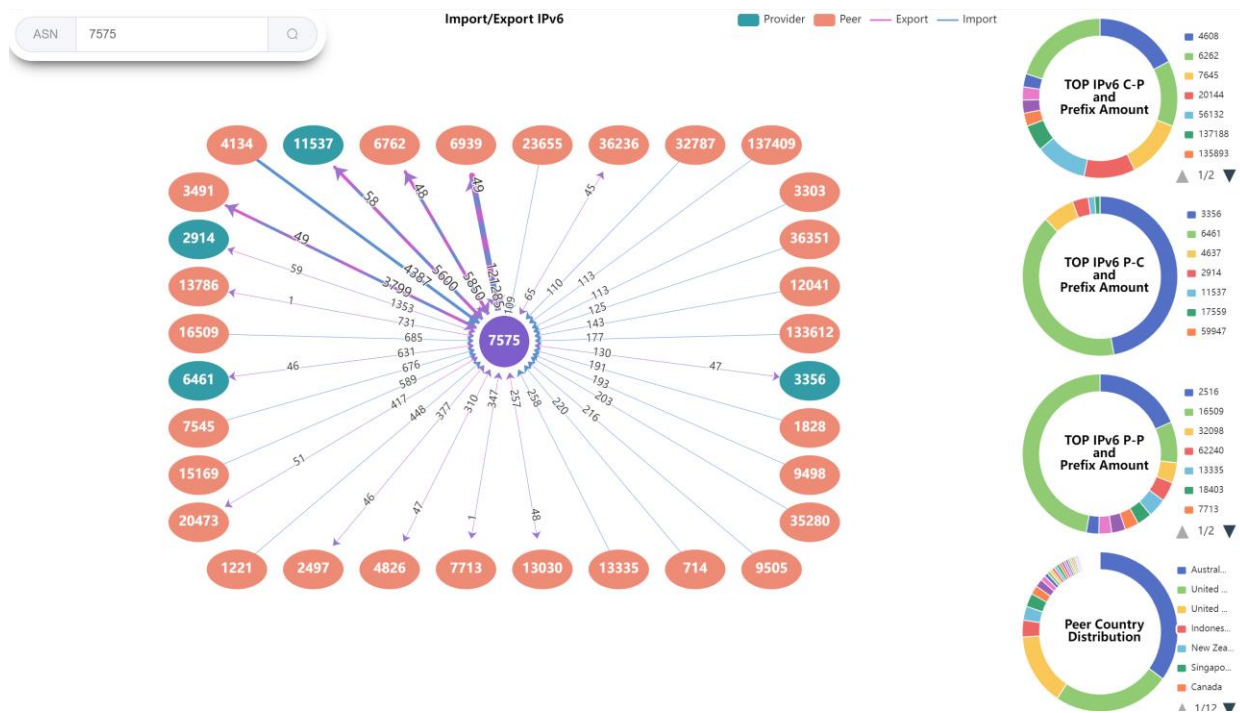 ASN 7575
Import/Export IPv6
Provider Peer Export Import
4134 11537 6762 6939 23655 36236 32787 137409
3491 3303
2914 36351
13786 12041
16509 133612
6461 3356
7545 1828
15169 9498
20473 35280
1221 2497 4826 7713 13030 13335 714 9505
7575
58 48 49 45
49 4387 5600 5850 65 110 113
3799 113
59 1353 125
1 731 143
685 177
46 631 130 47
676 191
589 193
417 203
448 377 310 347 257 258 220 216
51
46 47 1 48
TOP IPv6 C-P
and
Prefix Amount
4608
6262
7645
20144
56132
137188
135893
1/2
TOP IPv6 P-C
and
Prefix Amount
3356
6461
4637
2914
11537
17559
59947
TOP IPv6 P-P
and
Prefix Amount
2516
16509
32098
62240
13335
18403
7713
1/2
Peer Country
Distribution
Austral...
United ...
United ...
Indones...
New Zea...
Singapo...
Canada
1/12